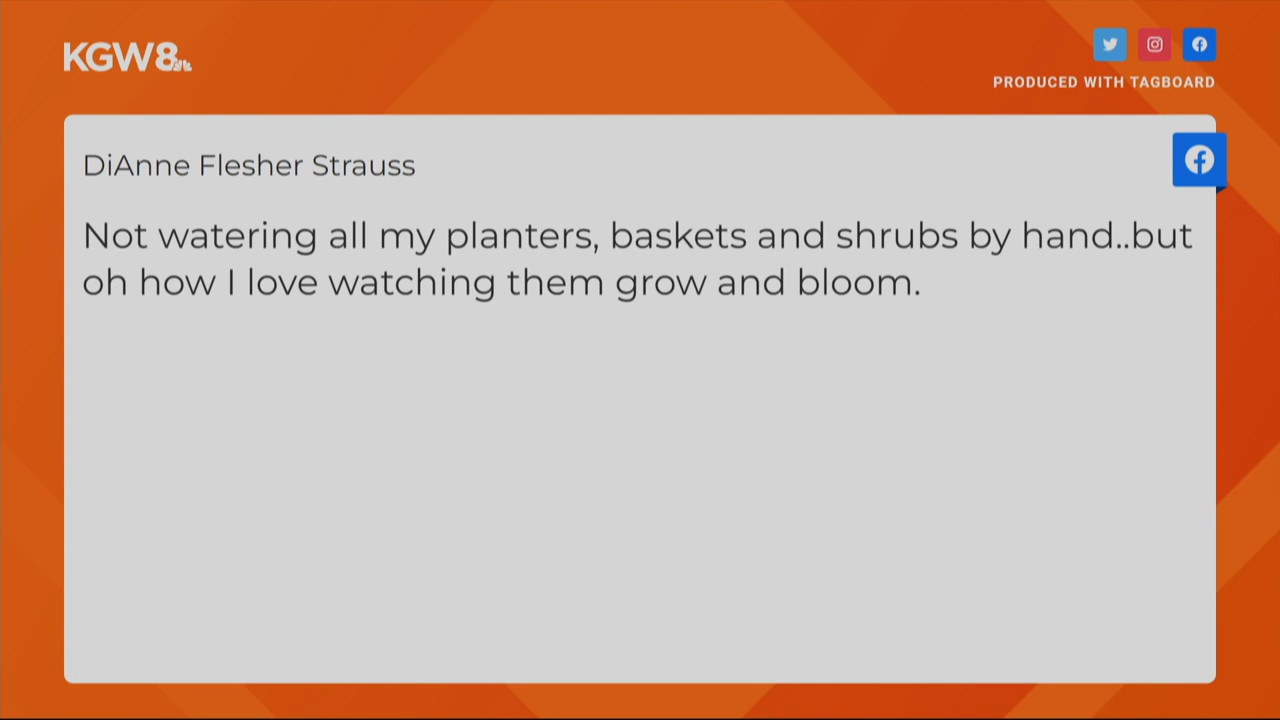 KGW8
PRODUCED WITH TAGBOARD
DiAnne Flesher Strauss
Not watering all my planters, baskets and shrubs by hand..but
oh how I love watching them grow and bloom.